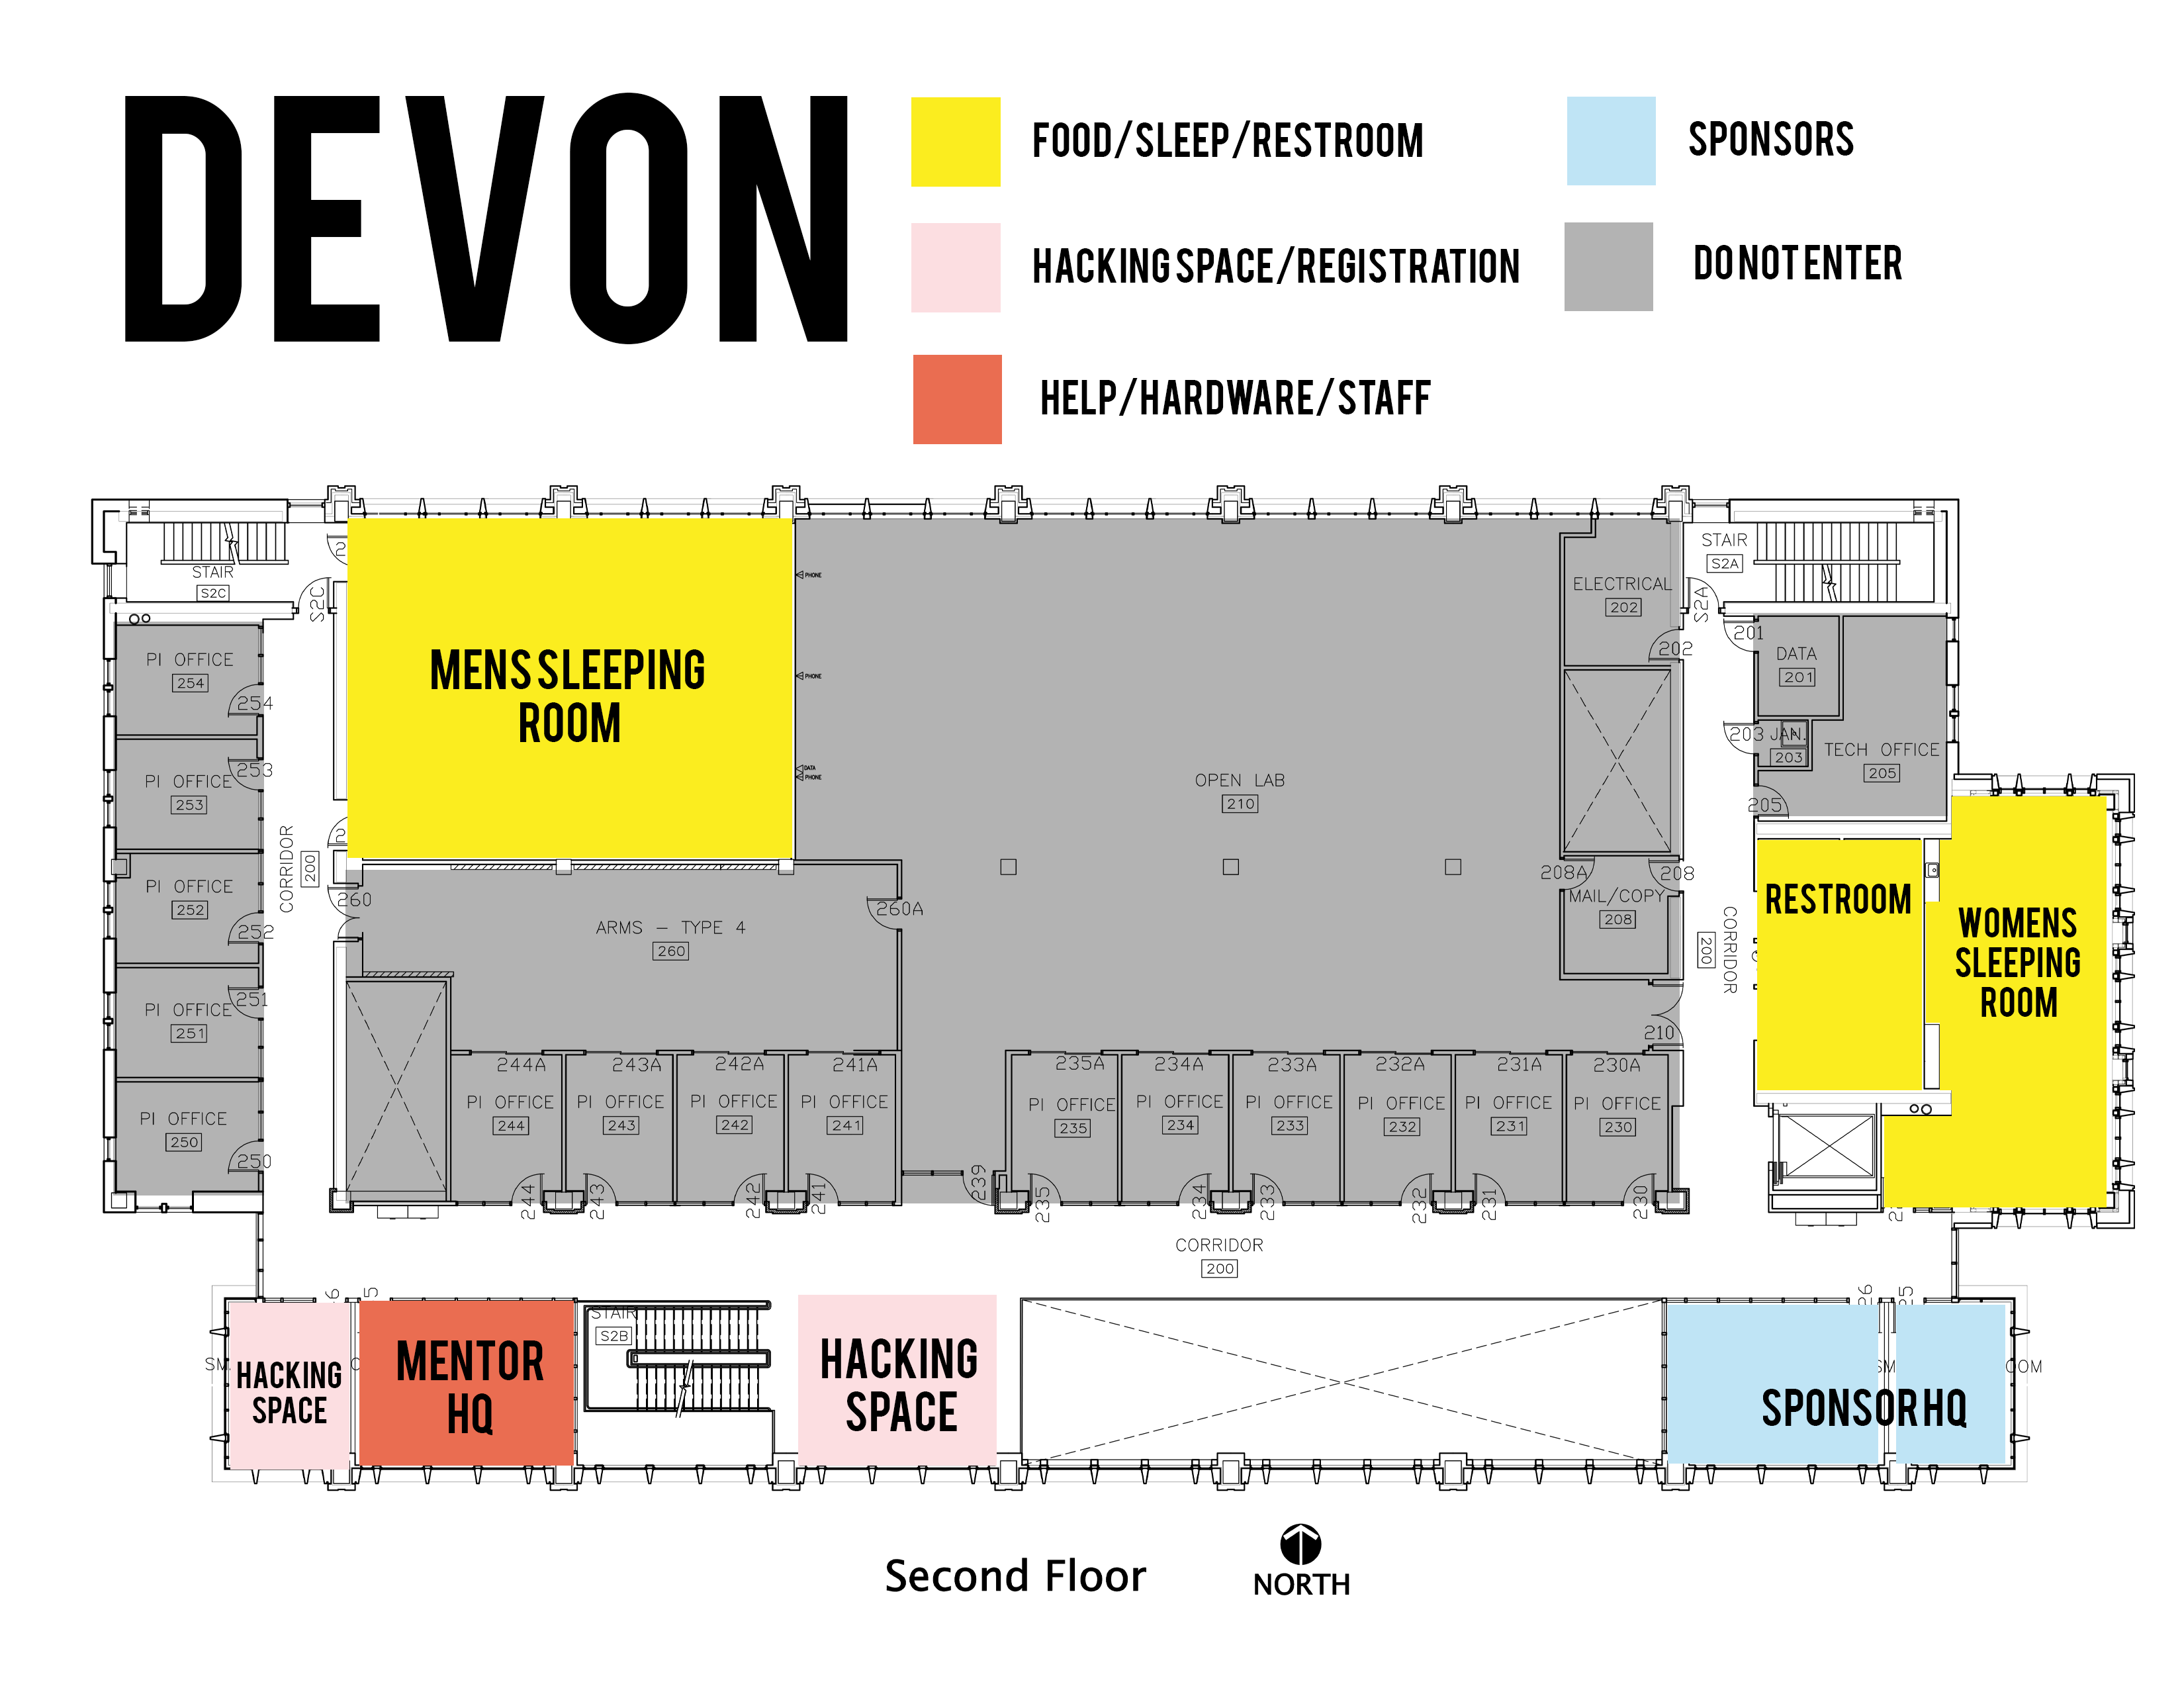 DEVON
FOOD/SLEEP/RESTROOM
SPONSORS
HACKING SPACE/REGISTRATION
DO NOT ENTER
HELP/HARDWARE/STAFF
STAIR
S2C
S2C
STAIR
S2A
S2A
PHONE
PHONE
DATA
PHONE
ELECTRICAL
202
202
201
DATA
201
203
JAN.
203
TECH OFFICE
205
205
PI OFFICE
254
254
PI OFFICE
253
253
PI OFFICE
252
252
PI OFFICE
251
251
PI OFFICE
250
250
CORRIDOR
200
MENS SLEEPING
ROOM
OPEN LAB
210
208A
208
MAIL/COPY
208
210
CORRIDOR
200
RESTROOM
WOMENS
SLEEPING
ROOM
260
260A
ARMS – TYPE 4
260
244A
PI OFFICE
244
244
243A
PI OFFICE
243
243
242A
PI OFFICE
242
242
241A
PI OFFICE
241
241
239
235A
PI OFFICE
235
235
234A
PI OFFICE
234
234
233A
PI OFFICE
233
233
232A
PI OFFICE
232
232
231A
PI OFFICE
231
231
230A
PI OFFICE
230
230
CORRIDOR
200
HACKING
SPACE
MENTOR
HQ
STAIR
S2B
HACKING
SPACE
SPONSOR HQ
Second Floor
NORTH